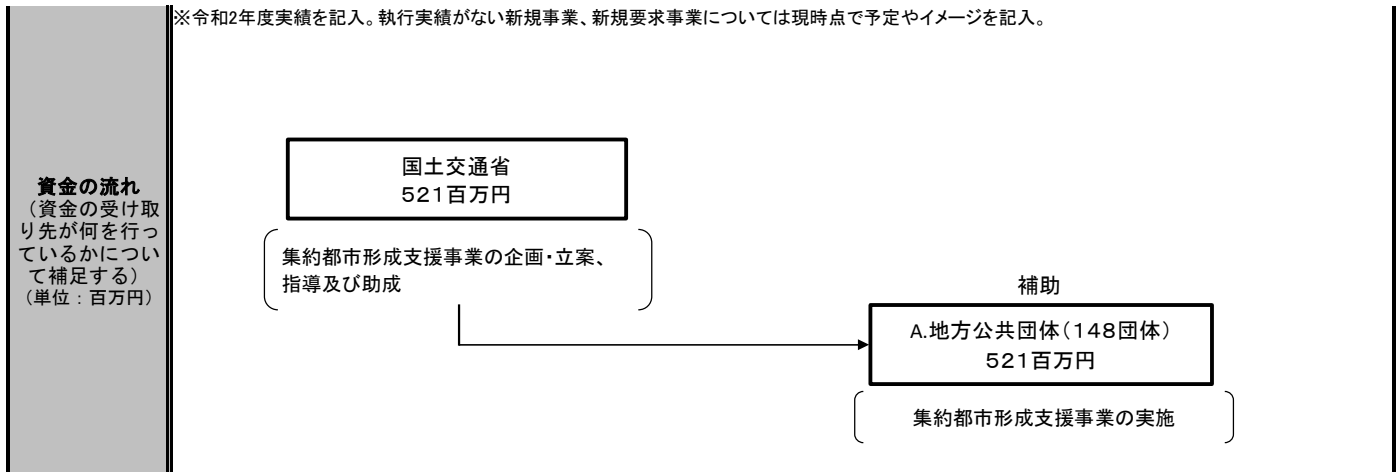 ※令和2年度実績を記入。執行実績がない新規事業、新規要求事業については現時点で予定やイメージを記入。
資金の流れ
（資金の受け取
り先が何を行っ
ているかについ
て補足する）
（単位：百万円）
国土交通省
５２１百万円
集約都市形成支援事業の企画・立案、
指導及び助成
補助
A.地方公共団体（１４８団体）
５２１百万円
集約都市形成支援事業の実施